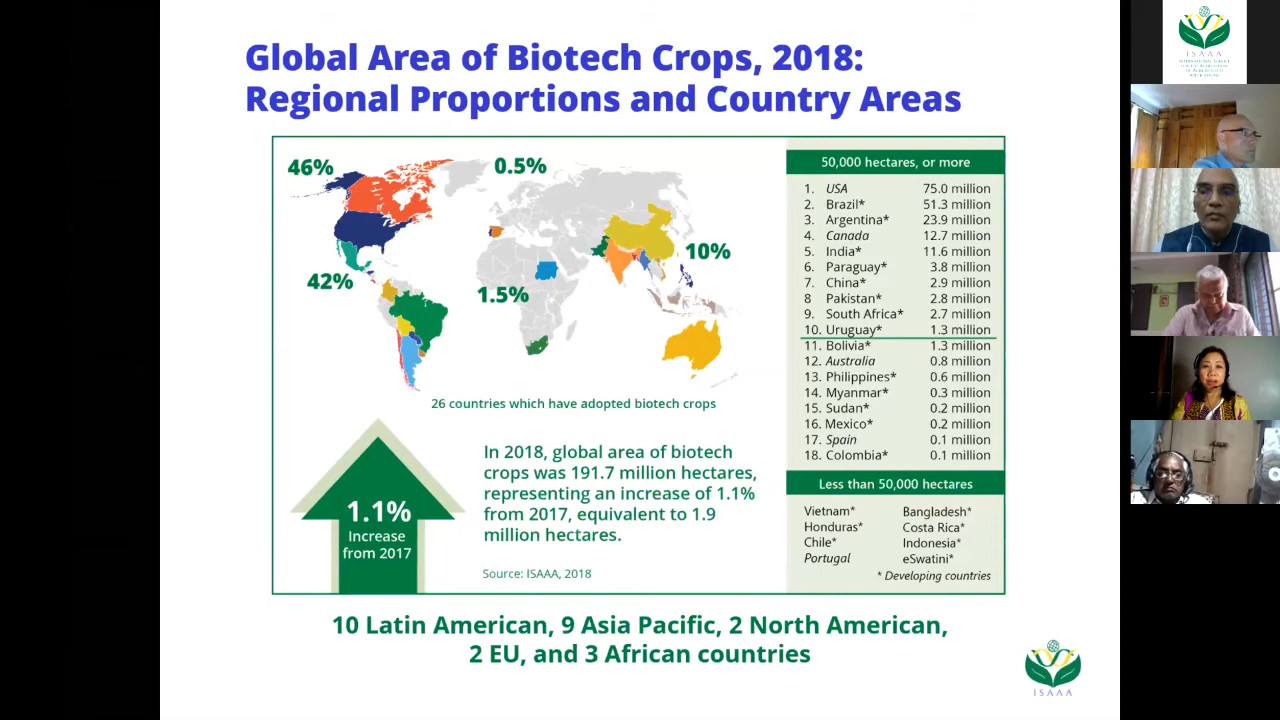 Global Area of Biotech Crops, 2018:
Regional Proportions and Country Areas
46%
0.5%
10%
42%
1.5%
26 countries which have adopted biotech crops
1.1%
Increase
from 2017
In 2018, global area of biotech
crops was 191.7 million hectares,
representing an increase of 1.1%
from 2017, equivalent to 1.9
million hectares.
Source: ISAAA, 2018
50,000 hectares, or more
1. USA 75.0 million
2. Brazil* 51.3 million
3. Argentina* 23.9 million
4. Canada 12.7 million
5. India* 11.6 million
6. Paraguay* 3.8 million
7. China* 2.9 million
8 Pakistan* 2.8 million
9. South Africa* 2.7 million
10. Uruguay* 1.3 million
11. Bolivia* 1.3 million
12. Australia 0.8 million
13. Philippines* 0.6 million
14. Myanmar* 0.3 million
15. Sudan* 0.2 million
16. Mexico* 0.2 million
17. Spain 0.1 million
18. Colombia* 0.1 million
Less than 50,000 hectares
Vietnam* Bangladesh*
Honduras* Costa Rica*
Chile* Indonesia*
Portugal eSwatini*
* Developing countries
10 Latin American, 9 Asia Pacific, 2 North American,
2 EU, and 3 African countries
ISAAA
ISAAA